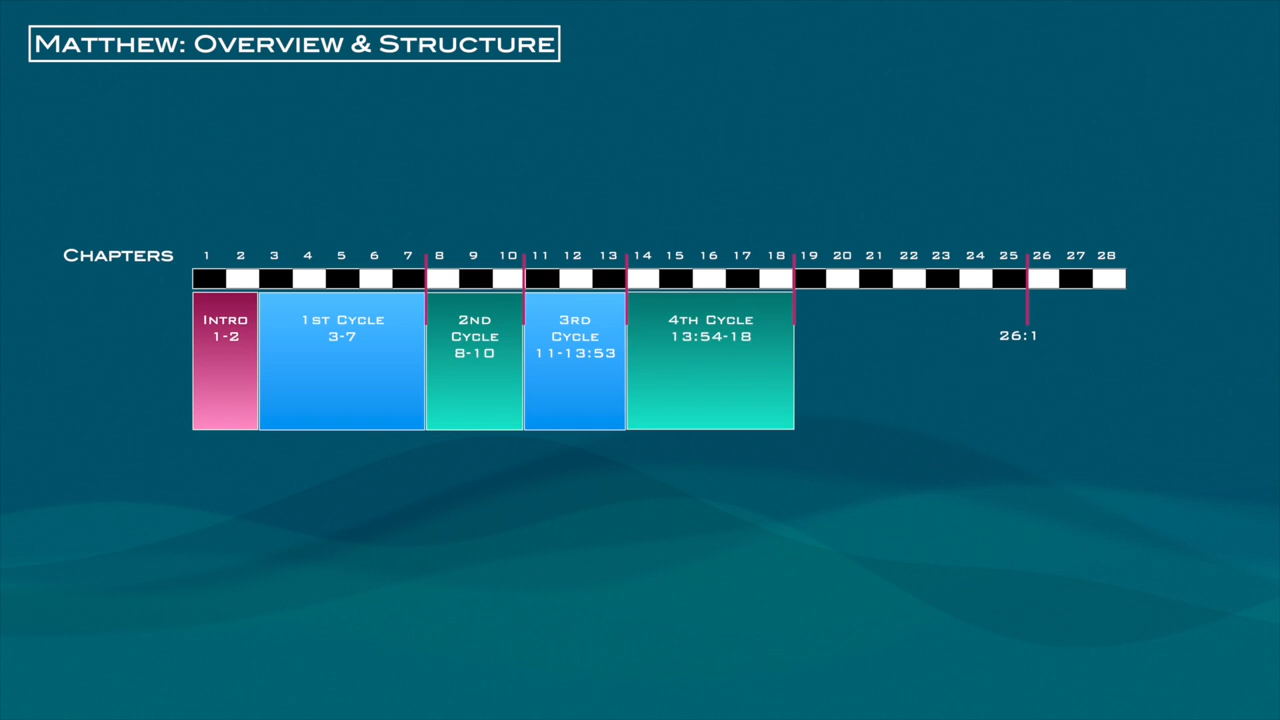 Matthew: Overview & Structure
Chapters 1 2 3 4 5 6 7 8 9 10 11 12 13 14 15 16 17 18 19 20 21 22 23 24 25 26 27 28
Intro
1-2
1st Cycle
3-7
2nd
Cycle
8-10
3rd
Cycle
11-13:53
4th Cycle
13:54-18
26:1